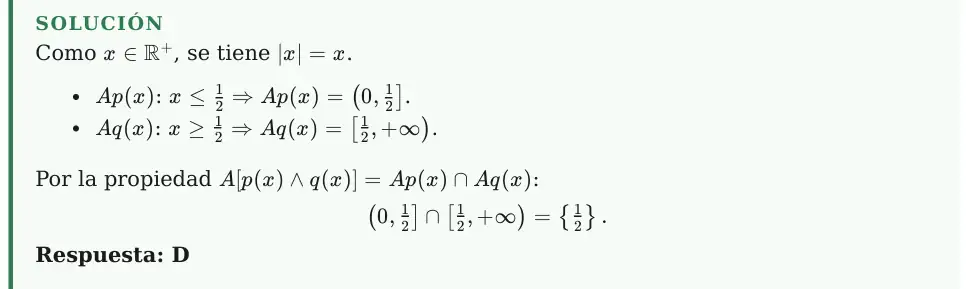 SOLUCIÓN
Como x ∈ ℝ⁺, se tiene |x| = x.
• Ap(x): x ≤ 1/2 ⇒ Ap(x) = (0, 1/2].
• Aq(x): x ≥ 1/2 ⇒ Aq(x) = [1/2, +∞).
Por la propiedad A[p(x) ∧ q(x)] = Ap(x) ∩ Aq(x):
(0, 1/2] ∩ [1/2, +∞) = {1/2}.
Respuesta: D